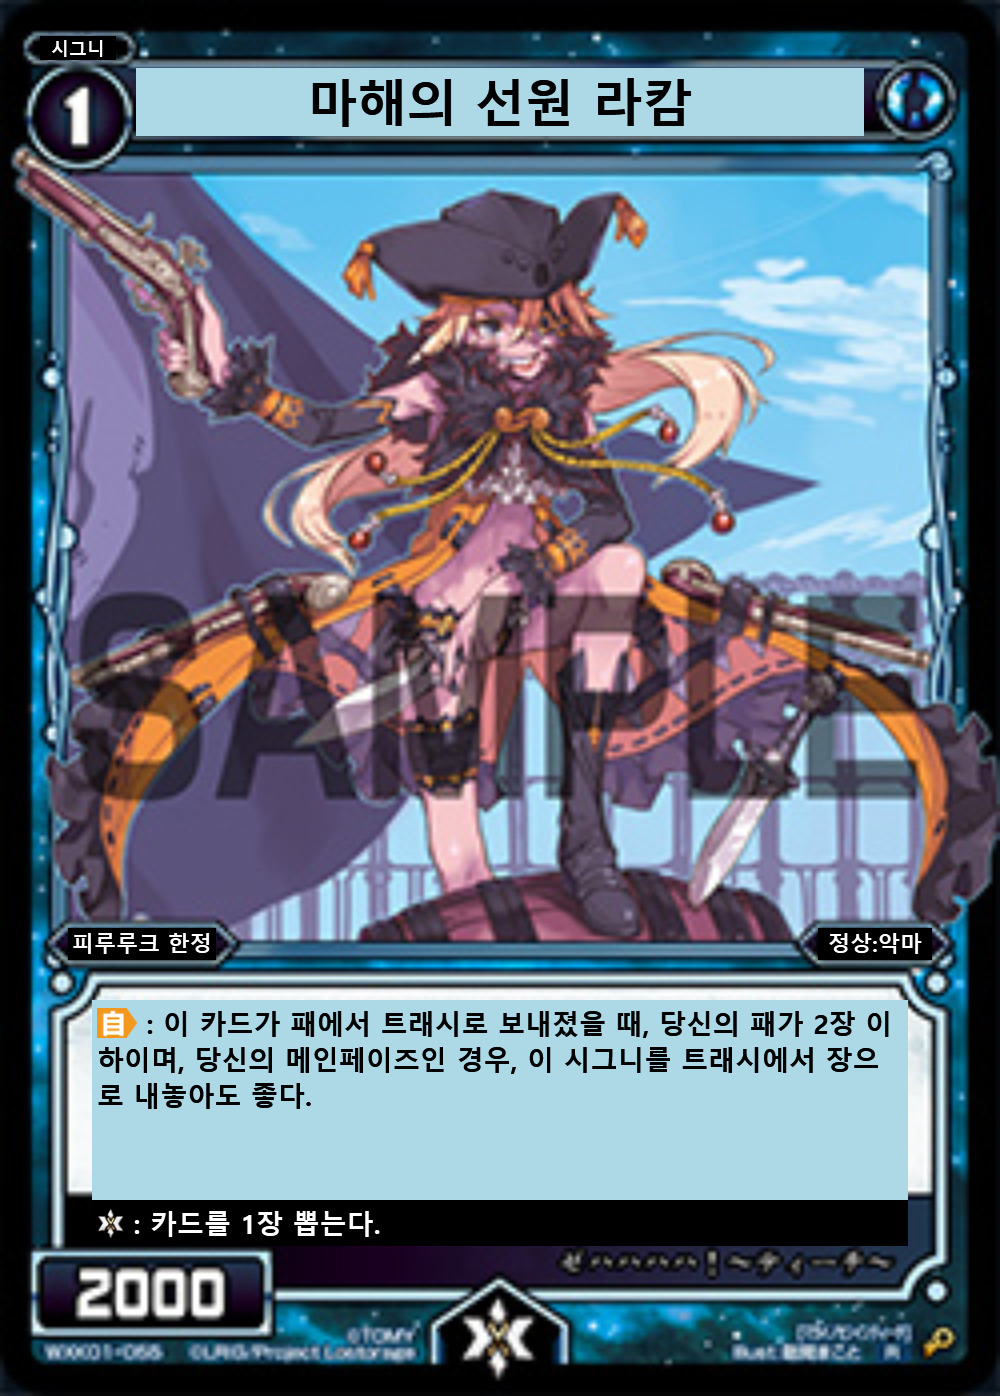 시그니
1
마해의 선원 라캄
SAMPLE
피루루크 한정
정상:악마
自 : 이 카드가 패에서 트래시로 보내졌을 때, 당신의 패가 2장 이
하이며, 당신의 메인페이즈인 경우, 이 시그니를 트래시에서 장으
로 내놓아도 좋다.
: 카드를 1장 뽑는다.
2000
©TOMY
©LRIG/Project Lostorage